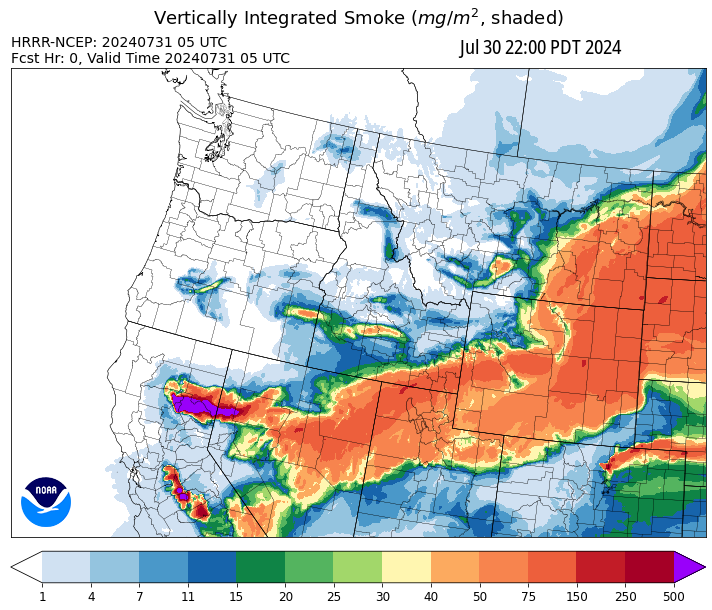 Vertically Integrated Smoke (mg/m², shaded)
HRRR-NCEP: 20240731 05 UTC
Jul 30 22:00 PDT 2024
Fcst Hr: 0, Valid Time 20240731 05 UTC
NOAA
1 4 7 11 15 20 25 30 40 50 75 150 250 500